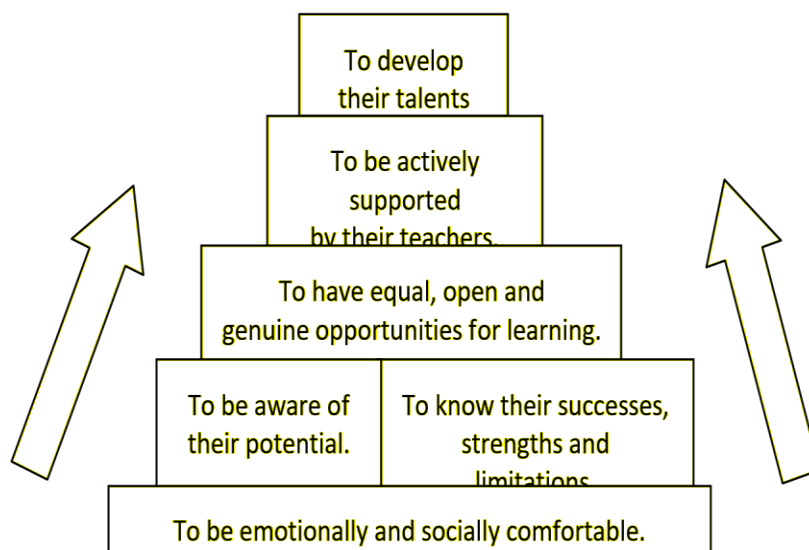 To develop
their talents
To be actively
supported
by their teachers.
To have equal, open and
genuine opportunities for learning.
To be aware of
their potential.
To know their successes,
strengths and
limitations
To be emotionally and socially comfortable.